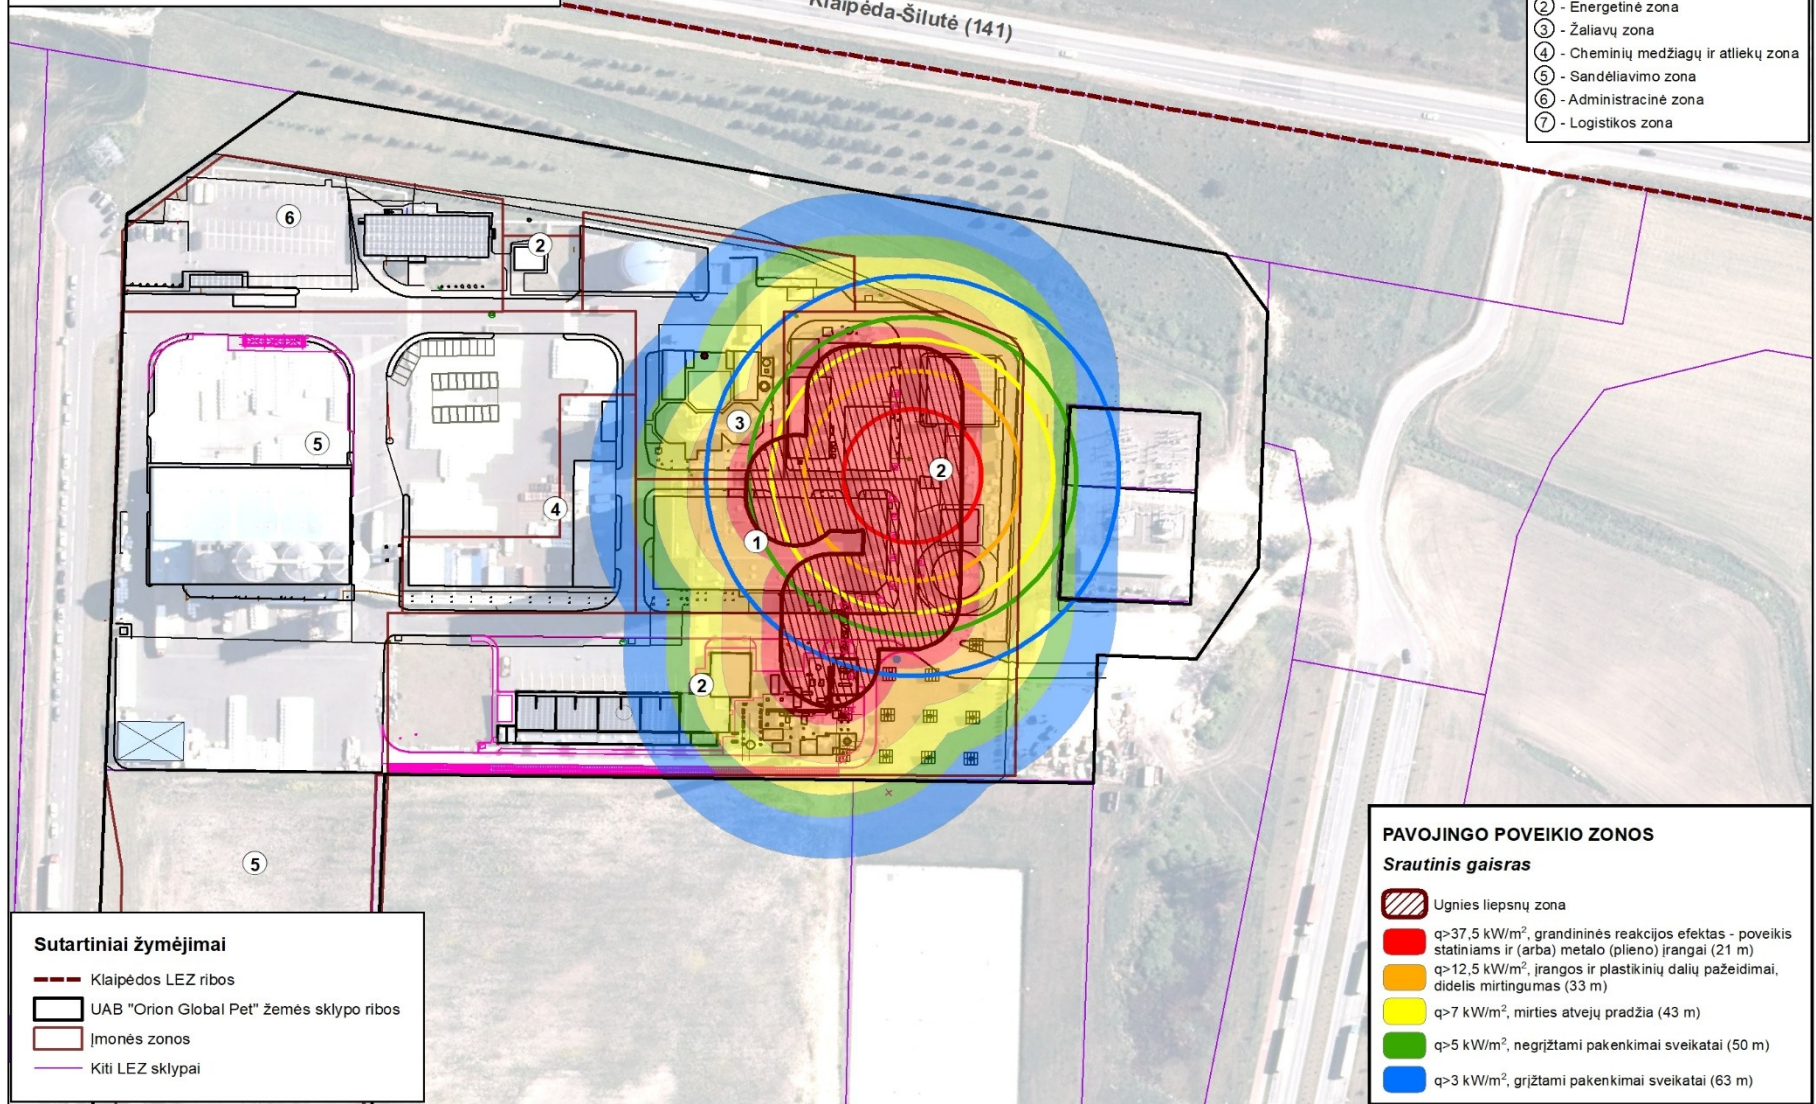 Klaipėda-Šilutė (141)
2 - Energetinė zona
3 - Žaliavų zona
4 - Cheminių medžiagų ir atliekų zona
5 - Sandėliavimo zona
6 - Administracinė zona
7 - Logistikos zona
6
2
3
2
5
4
1
2
5
Sutartiniai žymėjimai
Klaipėdos LEZ ribos
UAB "Orion Global Pet" žemės sklypo ribos
Įmonės zonos
Kiti LEZ sklypai
PAVOJINGO POVEIKIO ZONOS
Srautinis gaisras
Ugnies liepsnų zona
q>37,5 kW/m², grandininės reakcijos efektas - poveikis
statiniams ir (arba) metalo (plieno) įrangai (21 m)
q>12,5 kW/m², įrangos ir plastikinių dalių pažeidimai,
didelis mirtingumas (33 m)
q>7 kW/m², mirties atvejų pradžia (43 m)
q>5 kW/m², negrįžtami pakenkimai sveikatai (50 m)
q>3 kW/m², grįžtami pakenkimai sveikatai (63 m)